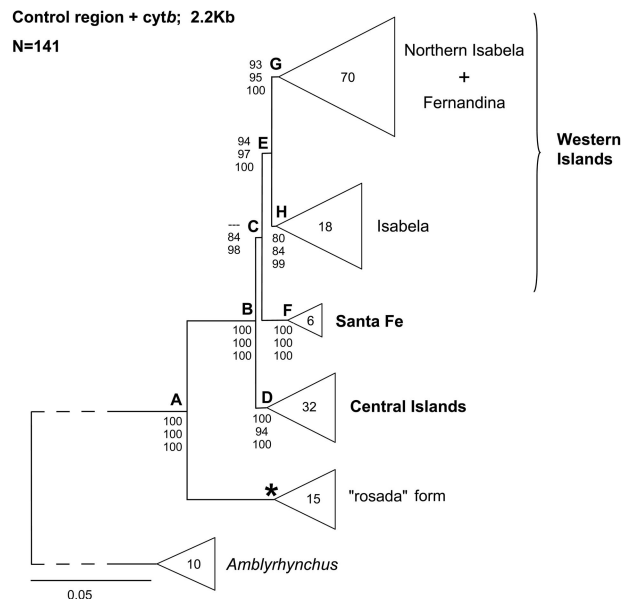 Control region + cytb; 2.2Kb
N=141
93
95
100
G
70
Northern Isabela
+
Fernandina
94
97
100
E
Western
Islands
---
84
98
C
H
80
84
99
18
Isabela
B
100
100
100
F
100
100
100
6
Santa Fe
A
100
100
100
D
100
94
100
32
Central Islands
*
15
"rosada" form
10
Amblyrhynchus
0.05